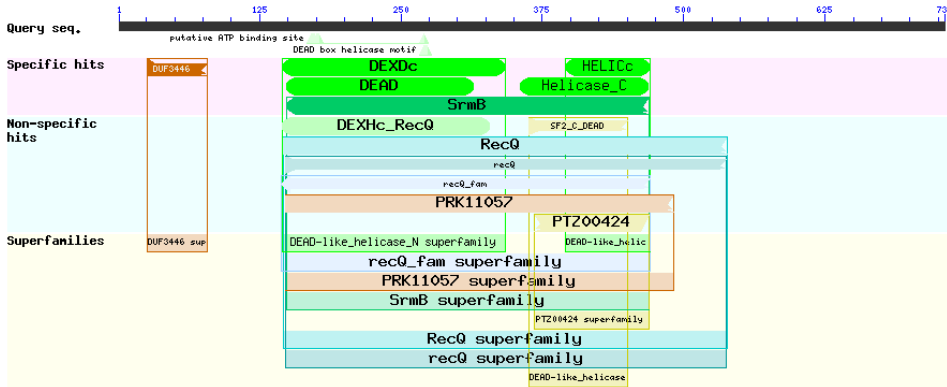 1 125 250 375 500 625 73
Query seq.
putative ATP binding site
DEAD box helicase motif
Specific hits
DUF3446 DEXDc HELICc
DEAD Helicase_C
SrmB
Non-specific
hits
DEXHc_RecQ SF2_C_DEAD
RecQ
recQ
recQ_fam
PRK11057
PTZ00424
Superfamilies
DUF3446 sup DEAD-like_helicase_N superfamily DEAD-like_helic
recQ_fam superfamily
PRK11057 superfamily
SrmB superfamily
PTZ00424 superfamily
RecQ superfamily
recQ superfamily
DEAD-like_helicase